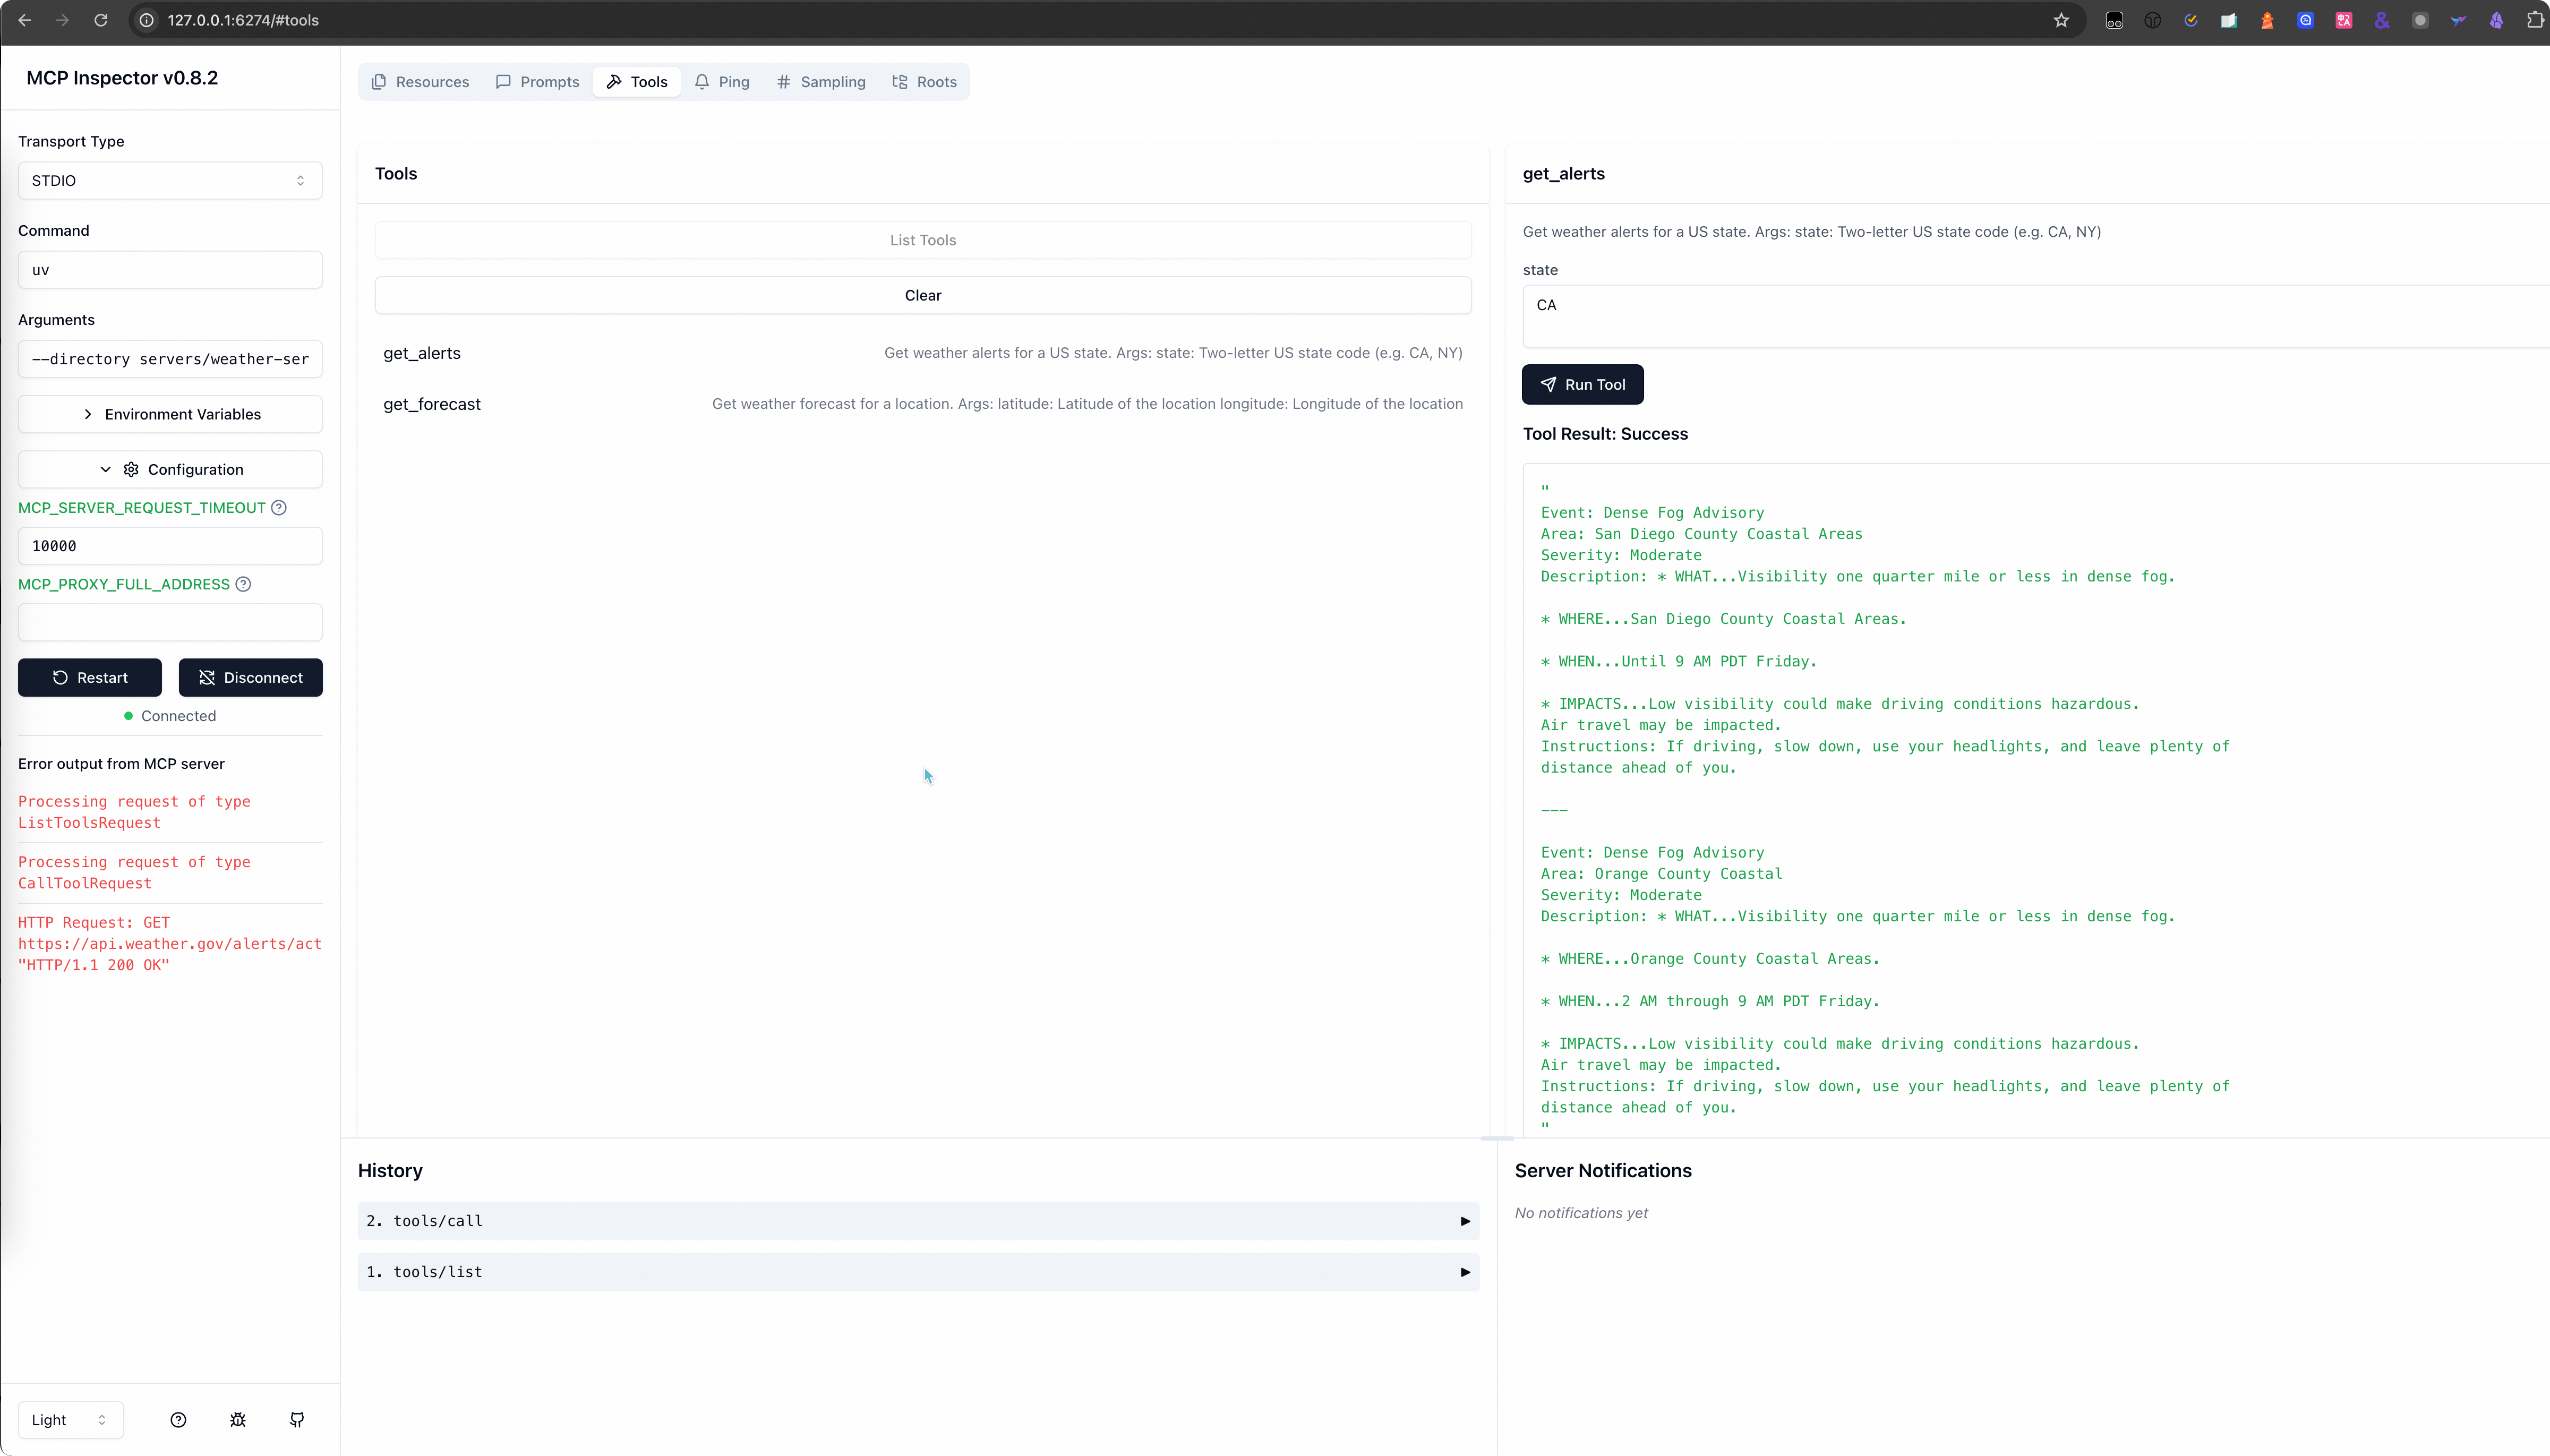 127.0.0.1:6274/#tools
MCP Inspector v0.8.2
Transport Type
STDIO
Command
uv
Arguments
--directory servers/weather-ser
Environment Variables
Configuration
MCP_SERVER_REQUEST_TIMEOUT
10000
MCP_PROXY_FULL_ADDRESS
Restart
Disconnect
Connected
Error output from MCP server
Processing request of type
ListToolsRequest
Processing request of type
CallToolRequest
HTTP Request: GET
https://api.weather.gov/alerts/act
"HTTP/1.1 200 OK"
Light
Resources
Prompts
Tools
Ping
Sampling
Roots
Tools
List Tools
Clear
get_alerts
Get weather alerts for a US state. Args: state: Two-letter US state code (e.g. CA, NY)
get_forecast
Get weather forecast for a location. Args: latitude: Latitude of the location longitude: Longitude of the location
get_alerts
Get weather alerts for a US state. Args: state: Two-letter US state code (e.g. CA, NY)
state
CA
Run Tool
Tool Result: Success
"
Event: Dense Fog Advisory
Area: San Diego County Coastal Areas
Severity: Moderate
Description: * WHAT...Visibility one quarter mile or less in dense fog.
* WHERE...San Diego County Coastal Areas.
* WHEN...Until 9 AM PDT Friday.
* IMPACTS...Low visibility could make driving conditions hazardous.
Air travel may be impacted.
Instructions: If driving, slow down, use your headlights, and leave plenty of
distance ahead of you.
---
Event: Dense Fog Advisory
Area: Orange County Coastal
Severity: Moderate
Description: * WHAT...Visibility one quarter mile or less in dense fog.
* WHERE...Orange County Coastal Areas.
* WHEN...2 AM through 9 AM PDT Friday.
* IMPACTS...Low visibility could make driving conditions hazardous.
Air travel may be impacted.
Instructions: If driving, slow down, use your headlights, and leave plenty of
distance ahead of you.
"
History
2. tools/call
1. tools/list
Server Notifications
No notifications yet